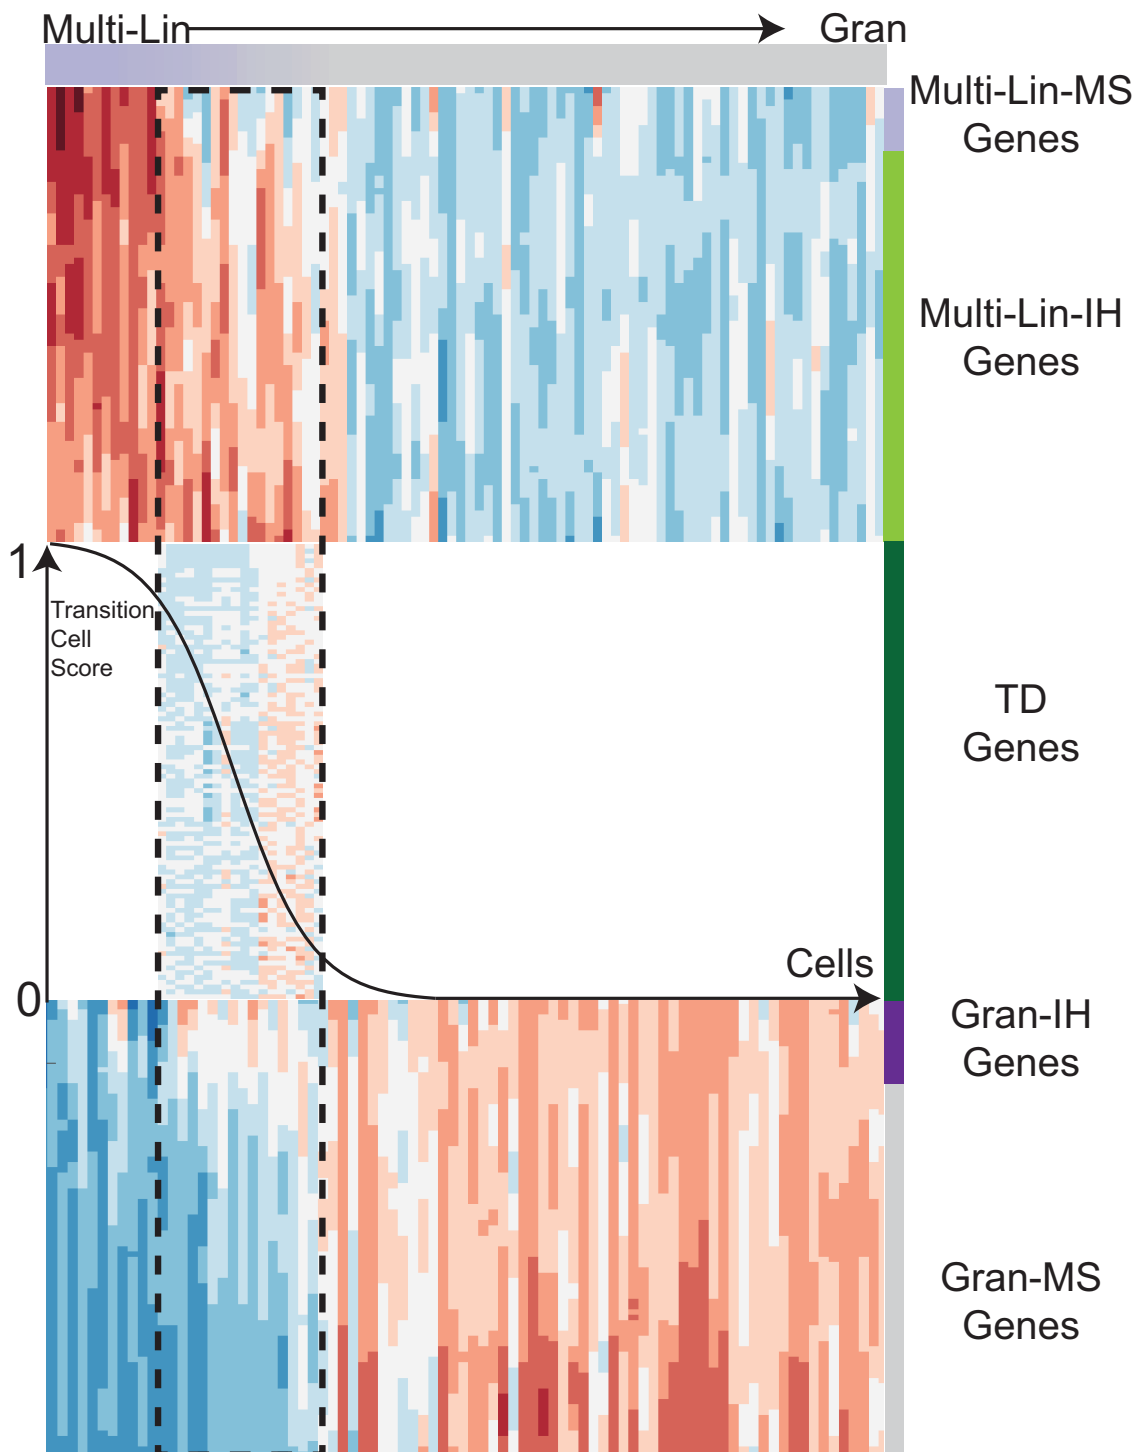 Multi-Lin
Gran
Multi-Lin-MS
Genes
Multi-Lin-IH
Genes
1
Transition
Cell
Score
TD
Genes
Cells
0
Gran-IH
Genes
Gran-MS
Genes